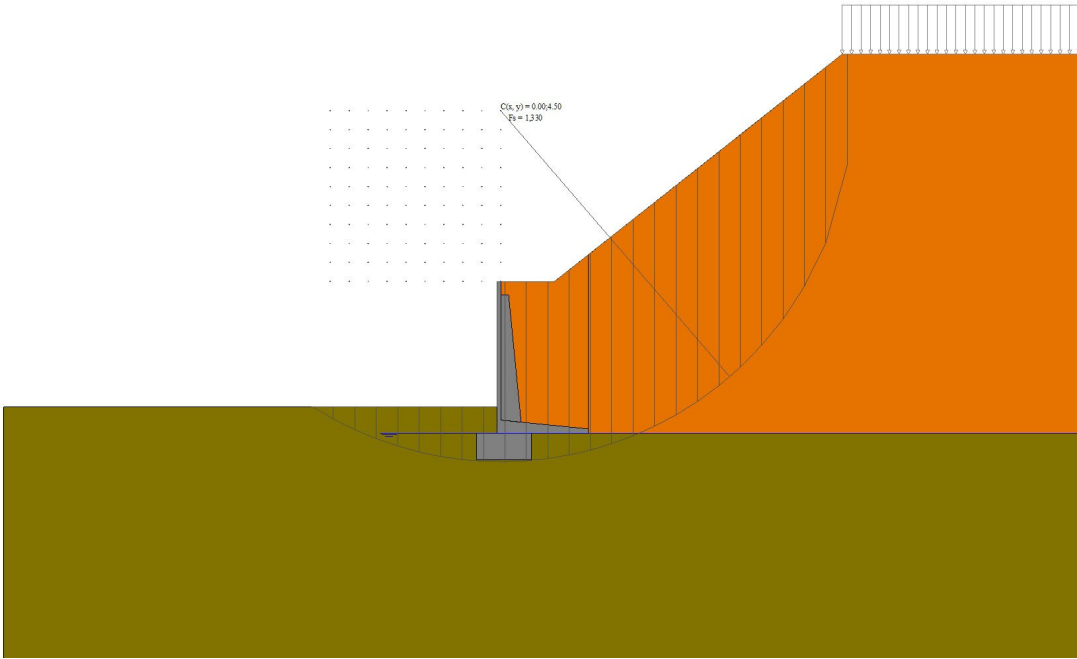 C(x, y) = 0.00;4.50
Fs = 1,330